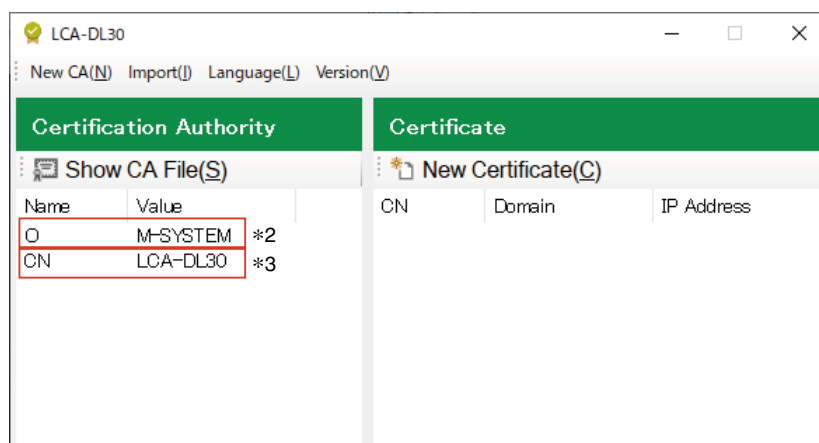 LCA-DL30
New CA(N) Import(I) Language(L) Version(V)
Certification Authority
Show CA File(S)
Name Value
O M-SYSTEM *2
CN LCA-DL30 *3
Certificate
New Certificate(C)
CN Domain IP Address